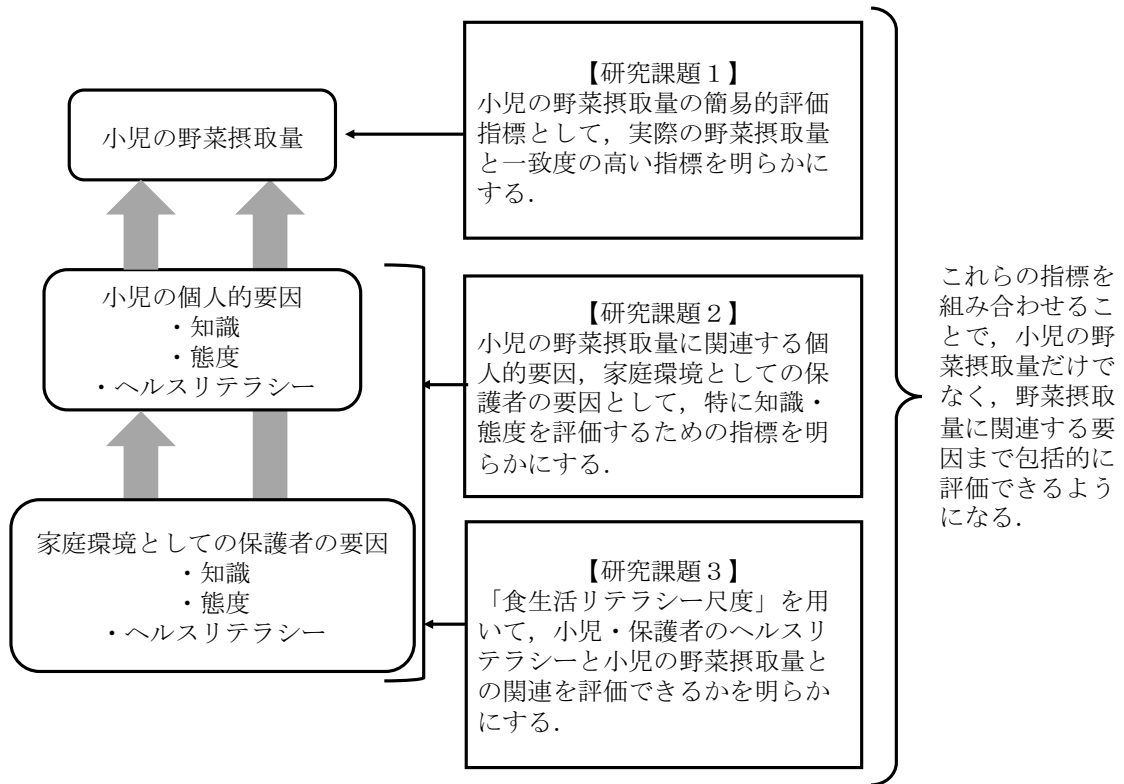 小児の野菜摂取量
小児の個人的要因
・知識
・態度
・ヘルスリテラシー
家庭環境としての保護者の要因
・知識
・態度
・ヘルスリテラシー
【研究課題１】
小児の野菜摂取量の簡易的評価
指標として，実際の野菜摂取量
と一致度の高い指標を明らかに
する．
【研究課題２】
小児の野菜摂取量に関連する個
人的要因，家庭環境としての保
護者の要因として，特に知識・
態度を評価するための指標を明
らかにする．
【研究課題３】
「食生活リテラシー尺度」を用
いて，小児・保護者のヘルスリ
テラシーと小児の野菜摂取量と
の関連を評価できるかを明らか
にする．
これらの指標を
組み合わせるこ
とで，小児の野
菜摂取量だけで
なく，野菜摂取
量に関連する要
因まで包括的に
評価できるよう
になる．